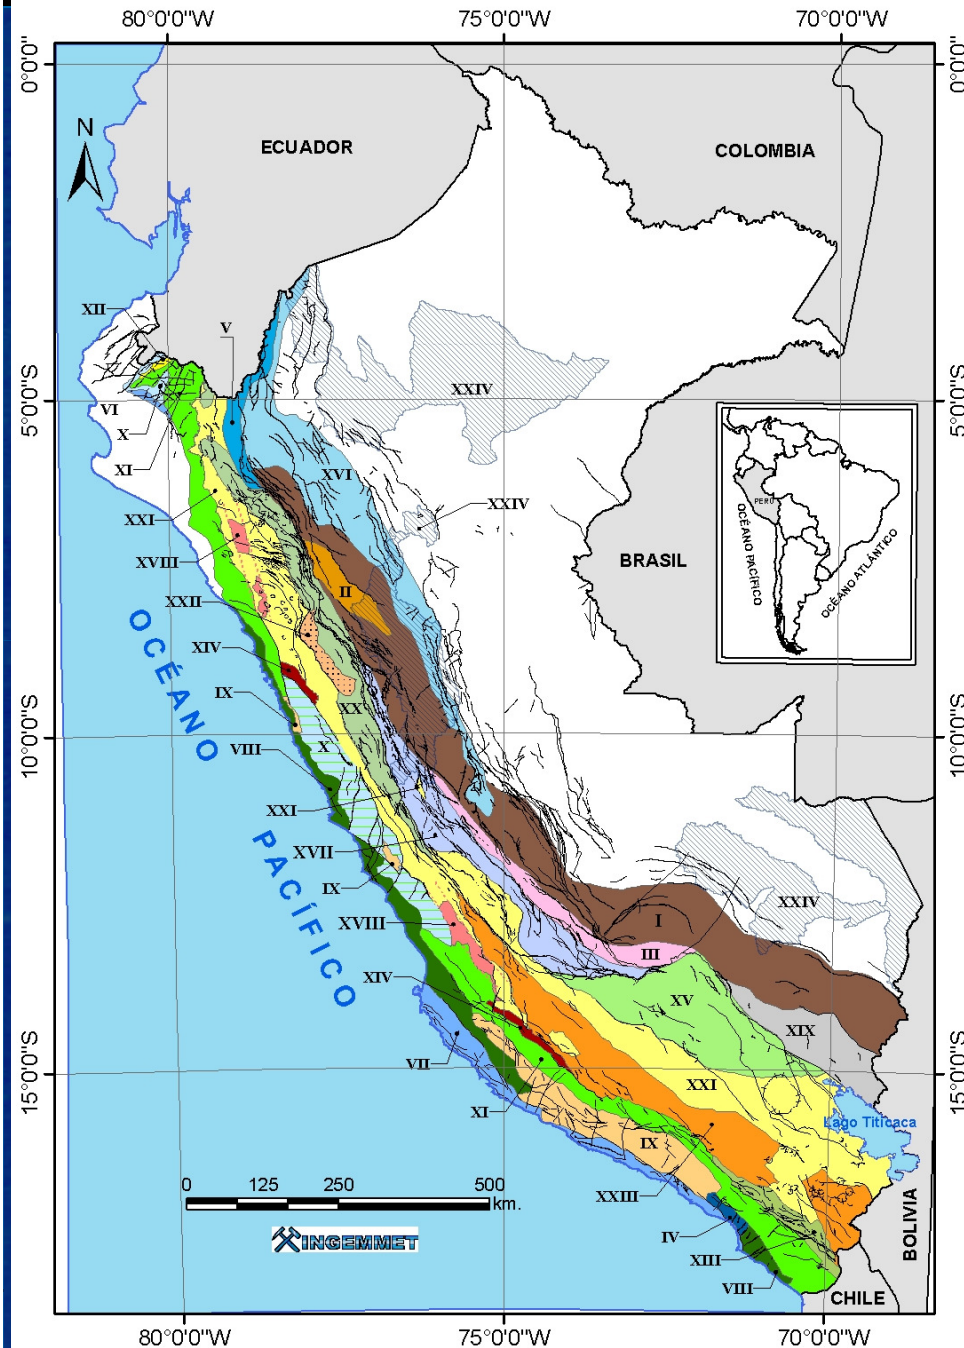 80°0'0"W
75°0'0"W
70°0'0"W
0°0'0"
0°0'0"
N
ECUADOR
COLOMBIA
XII
V
XXIV
5°0'0"S
5°0'0"S
VI
X
XI
XVI
XXI
XXIV
XVIII
BRASIL
PERÚ
OCÉANO PACÍFICO
OCÉANO ATLÁNTICO
II
XXII
XIV
IX
XX
OCÉANO
PACÍFICO
10°0'0"S
10°0'0"S
VIII
X
XXI
XVII
IX
XXIV
XVIII
I
III
XIV
XV
XIX
VII
15°0'0"S
15°0'0"S
XXI
XI
Lago Titicaca
IX
0 125 250 500
km.
XXIII
INGEMMET
IV
XIII
VIII
BOLIVIA
CHILE
80°0'0"W
75°0'0"W
70°0'0"W